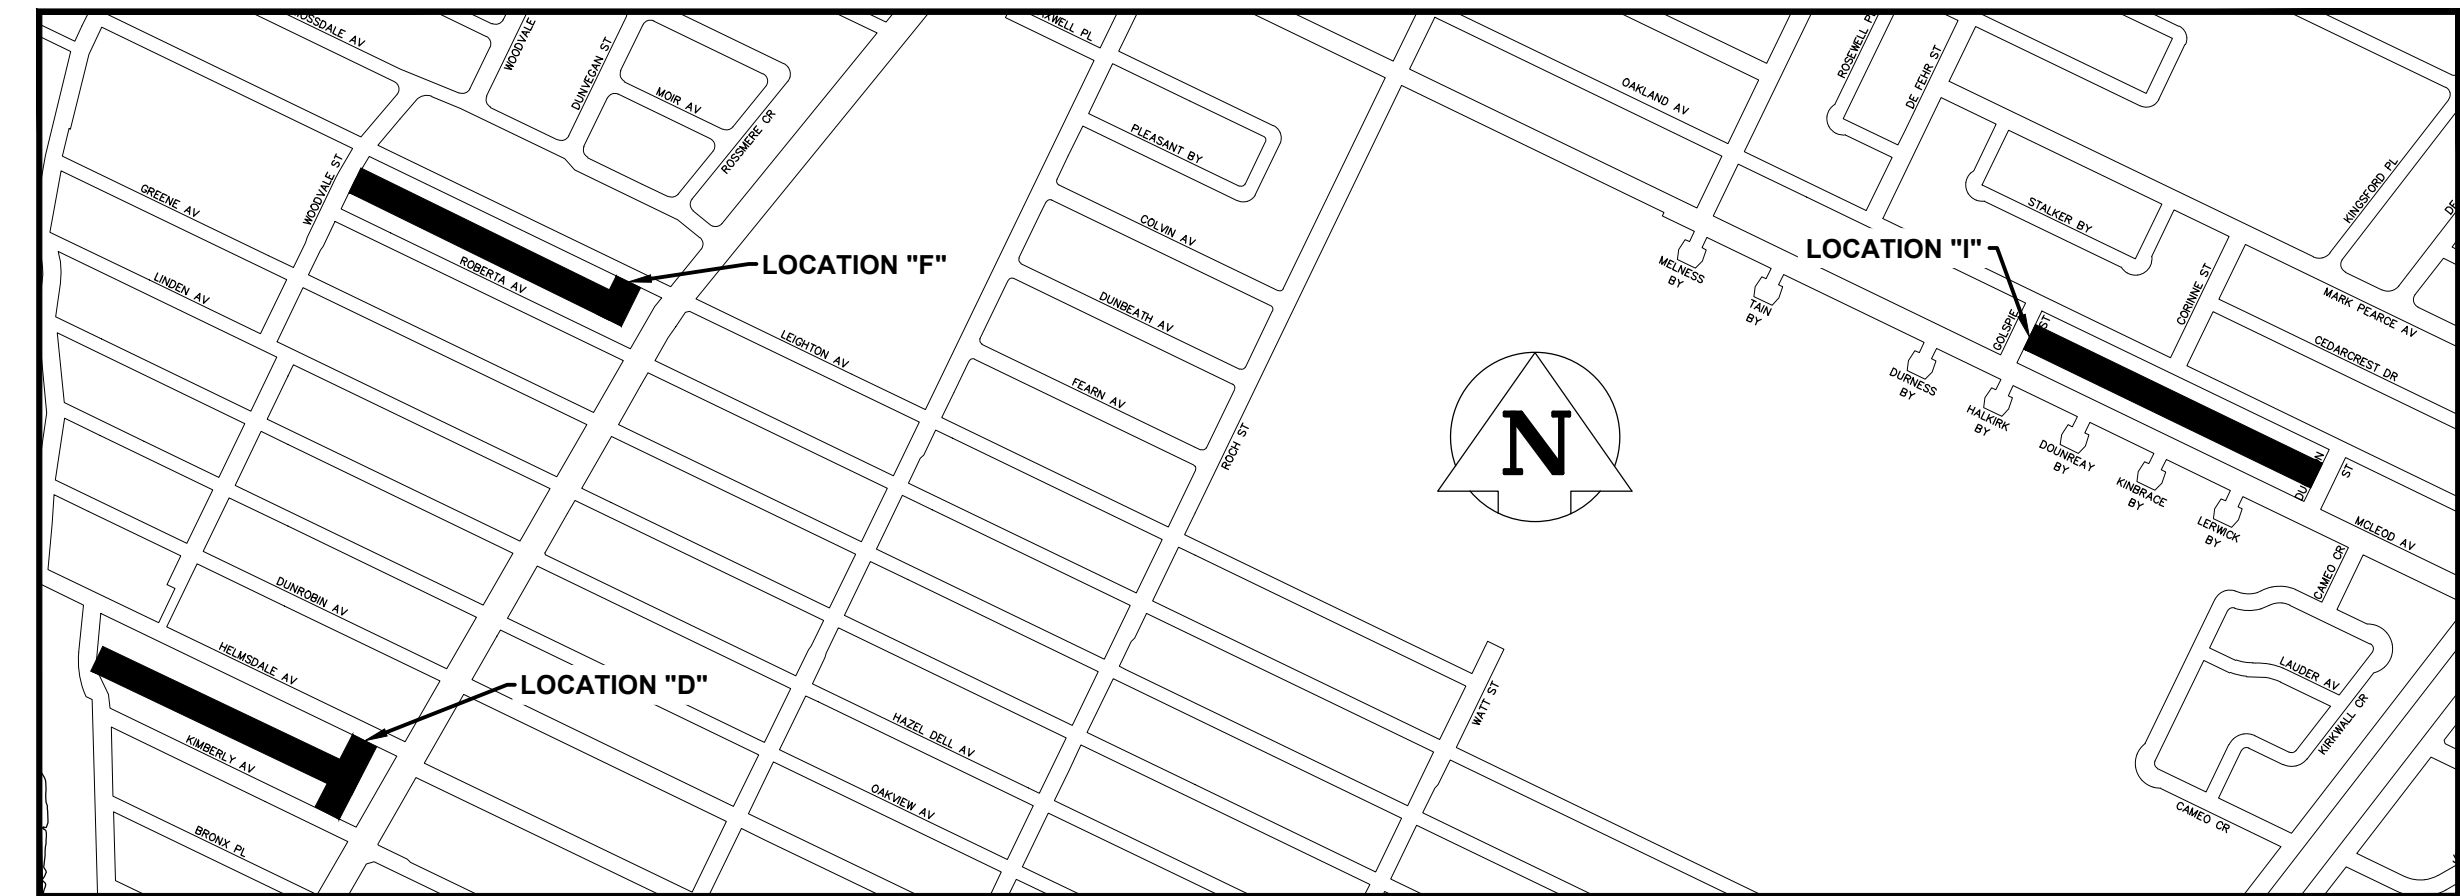 ROSSDALE AV
WOODVALE
DUNVEGAN ST
MOIR AV
ROSSMERE CR
WOODVALE ST
GREENE AV
LINDEN AV
ROBERTA AV
LOCATION "F"
LEIGHTON AV
PLEASANT BY
COLVIN AV
DUNBEATH AV
FEARN AV
ROCH ST
OAKLAND AV
DE FEHR ST
STALKER BY
KINGSFORD PL
LOCATION "I"
MELNESS
BY
TAIN
BY
GOLSPIE
ST
CORINNE ST
MARK PEARCE AV
CEDARCREST DR
DURNESS
BY
HALKIRK
BY
DOUNREAY
BY
KINBRACE
BY
LERWICK
BY
ST
MCLEOD AV
CAMEO CR
N
DUNROBIN AV
HELMSDALE AV
LOCATION "D"
KIMBERLY AV
BRONX PL
HAZEL DELL AV
OAKVIEW AV
WATT ST
LAUDER AV
KIRKWALL CR
CAMEO CR